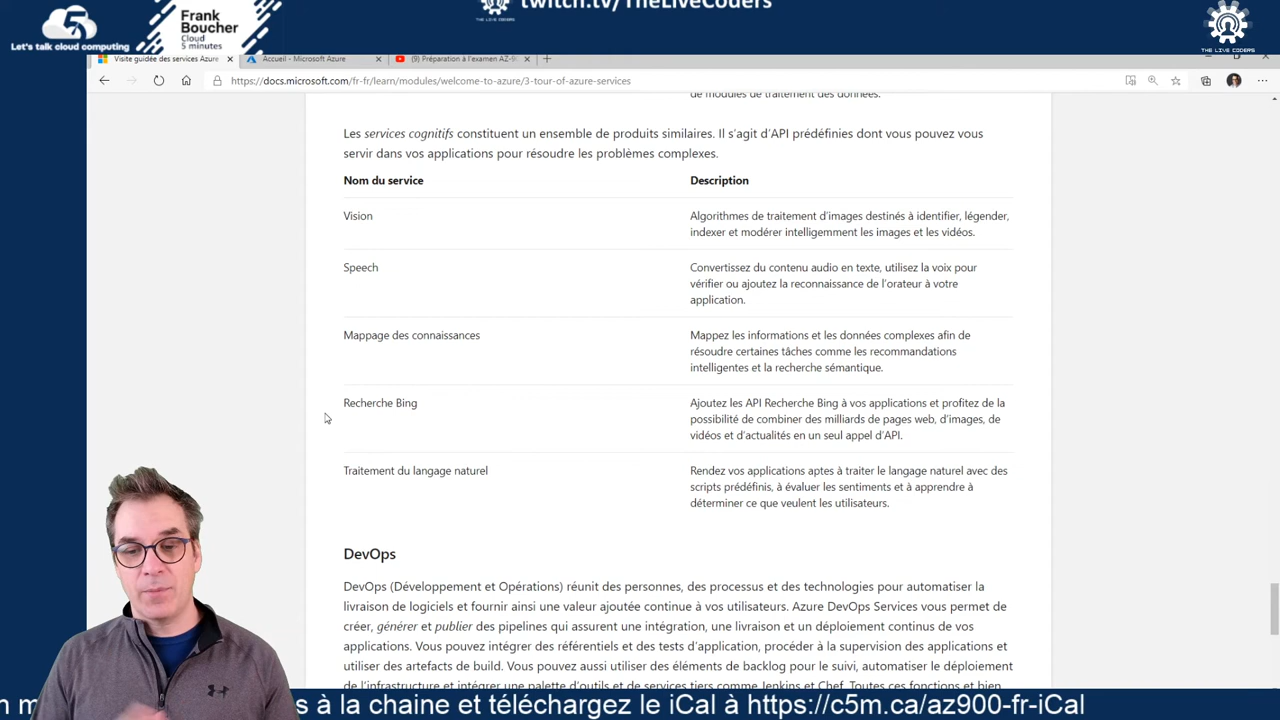 twitch.tv/TheLiveCoders
5
Let's talk cloud computing
Frank
Boucher
Cloud
5 minutes
THE LIVE CODERS
Visite guidée des services Azure
Accueil - Microsoft Azure
(9) Préparation à l'examen AZ-9
https://docs.microsoft.com/fr-fr/learn/modules/welcome-to-azure/3-tour-of-azure-services
de modules de traitement des données.
Les services cognitifs constituent un ensemble de produits similaires. Il s'agit d'API prédéfinies dont vous pouvez vous
servir dans vos applications pour résoudre les problèmes complexes.
Nom du service Description
Vision
Algorithmes de traitement d'images destinés à identifier, légender,
indexer et modérer intelligemment les images et les vidéos.
Speech
Convertissez du contenu audio en texte, utilisez la voix pour
vérifier ou ajoutez la reconnaissance de l'orateur à votre
application.
Mappage des connaissances
Mappez les informations et les données complexes afin de
résoudre certaines tâches comme les recommandations
intelligentes et la recherche sémantique.
Recherche Bing
Ajoutez les API Recherche Bing à vos applications et profitez de la
possibilité de combiner des milliards de pages web, d'images, de
vidéos et d'actualités en un seul appel d'API.
Traitement du langage naturel
Rendez vos applications aptes à traiter le langage naturel avec des
scripts prédéfinis, à évaluer les sentiments et à apprendre à
déterminer ce que veulent les utilisateurs.
DevOps
DevOps (Développement et Opérations) réunit des personnes, des processus et des technologies pour automatiser la
livraison de logiciels et fournir ainsi une valeur ajoutée continue à vos utilisateurs. Azure DevOps Services vous permet de
créer, générer et publier des pipelines qui assurent une intégration, une livraison et un déploiement continus de vos
applications. Vous pouvez intégrer des référentiels et des tests d'application, procéder à la supervision des applications et
utiliser des artefacts de build. Vous pouvez aussi utiliser des éléments de backlog pour le suivi, automatiser le déploiement
de l'infrastructure et intégrer une palette d'outils et de services tiers comme Jenkins et Chef. Toutes ces fonctions et bien
s à la chaine et téléchargez le iCal à https://c5m.ca/az900-fr-iCal